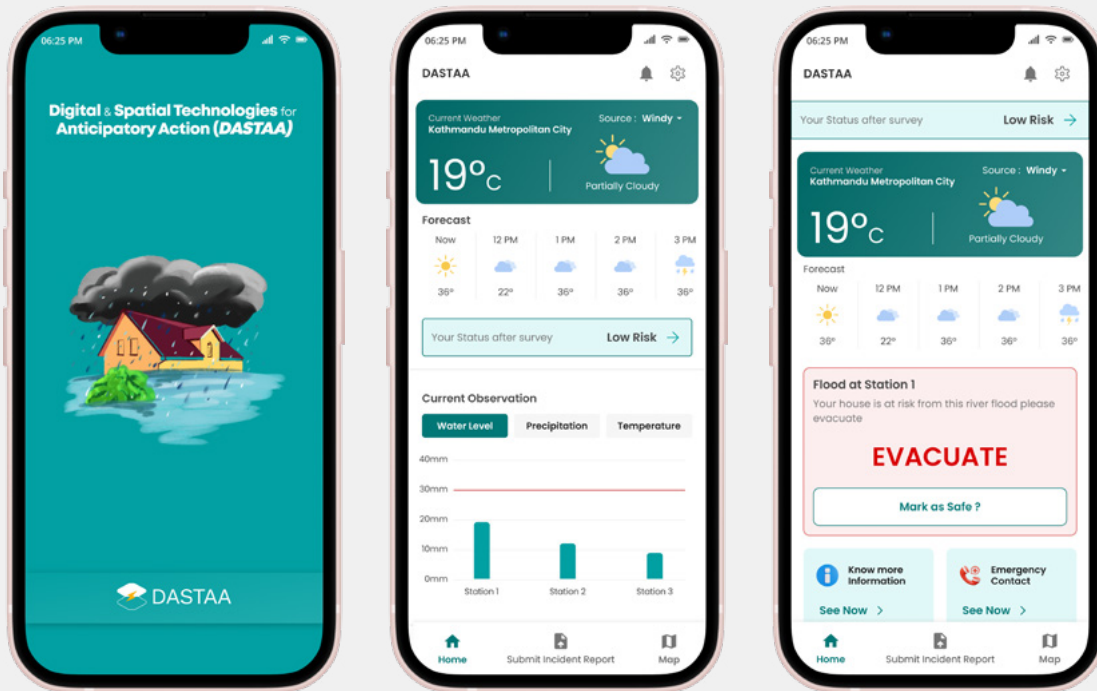 06:25 PM
Digital & Spatial Technologies for
Anticipatory Action (DASTAA)
DASTAA
06:25 PM
DASTAA
Current Weather
Kathmandu Metropolitan City
Source : Windy
19°C
Partially Cloudy
Forecast
Now 12 PM 1 PM 2 PM 3 PM
36° 22° 36° 36° 36°
Your Status after survey Low Risk →
Current Observation
Water Level Precipitation Temperature
40mm
30mm
20mm
10mm
0mm
Station 1 Station 2 Station 3
Home Submit Incident Report Map
06:25 PM
DASTAA
Your Status after survey Low Risk →
Current Weather
Kathmandu Metropolitan City
Source : Windy
19°C
Partially Cloudy
Forecast
Now 12 PM 1 PM 2 PM 3 PM
36° 22° 36° 36° 36°
Flood at Station 1
Your house is at risk from this river flood please
evacuate
EVACUATE
Mark as Safe ?
Know more
Information
See Now >
Emergency
Contact
See Now >
Home Submit Incident Report Map